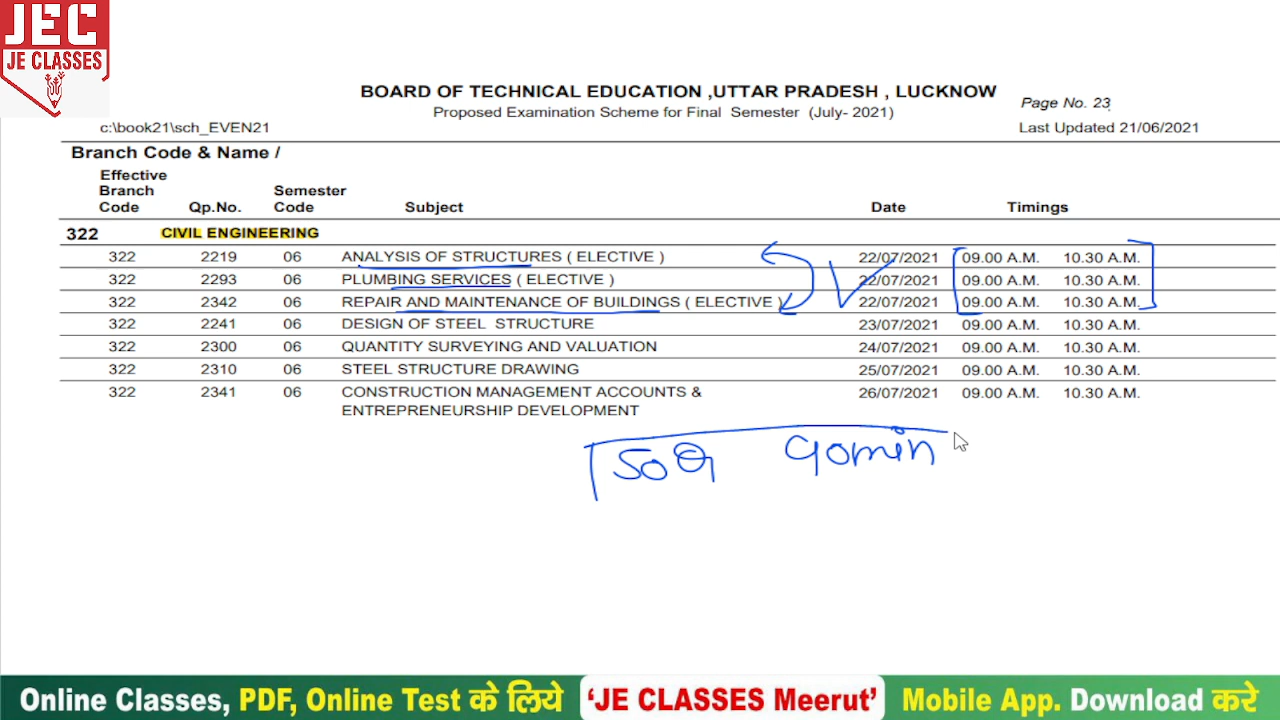 JEC
JE CLASSES
BOARD OF TECHNICAL EDUCATION ,UTTAR PRADESH , LUCKNOW
Proposed Examination Scheme for Final Semester (July- 2021)
Page No. 23
c:\book21\sch_EVEN21
Last Updated 21/06/2021
Branch Code & Name /
Effective Branch Code Qp.No. Semester Code Subject Date Timings
322 CIVIL ENGINEERING
322 2219 06 ANALYSIS OF STRUCTURES ( ELECTIVE ) 22/07/2021 09.00 A.M. 10.30 A.M.
322 2293 06 PLUMBING SERVICES ( ELECTIVE ) 22/07/2021 09.00 A.M. 10.30 A.M.
322 2342 06 REPAIR AND MAINTENANCE OF BUILDINGS ( ELECTIVE ) 22/07/2021 09.00 A.M. 10.30 A.M.
322 2241 06 DESIGN OF STEEL STRUCTURE 23/07/2021 09.00 A.M. 10.30 A.M.
322 2300 06 QUANTITY SURVEYING AND VALUATION 24/07/2021 09.00 A.M. 10.30 A.M.
322 2310 06 STEEL STRUCTURE DRAWING 25/07/2021 09.00 A.M. 10.30 A.M.
322 2341 06 CONSTRUCTION MANAGEMENT ACCOUNTS & 26/07/2021 09.00 A.M. 10.30 A.M.
ENTREPRENEURSHIP DEVELOPMENT
50Q 90min
Online Classes, PDF, Online Test के लिये 'JE CLASSES Meerut' Mobile App. Download करे